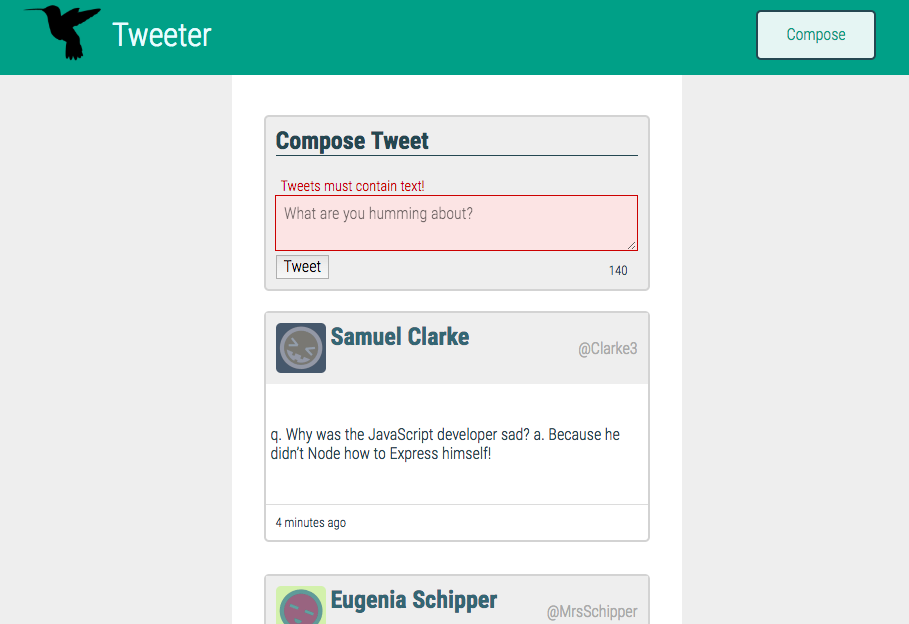 Tweeter
Compose
Compose Tweet
Tweets must contain text!
What are you humming about?
Tweet
140
Samuel Clarke
@Clarke3
q. Why was the JavaScript developer sad? a. Because he
didn't Node how to Express himself!
4 minutes ago
Eugenia Schipper
@MrsSchipper